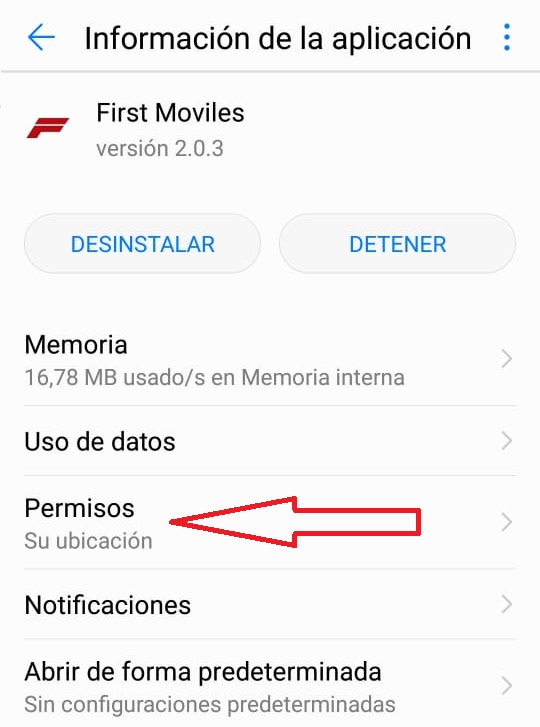 Información de la aplicación
First Moviles
versión 2.0.3
DESINSTALAR
DETENER
Memoria
16,78 MB usado/s en Memoria interna
Uso de datos
Permisos
Su ubicación
Notificaciones
Abrir de forma predeterminada
Sin configuraciones predeterminadas